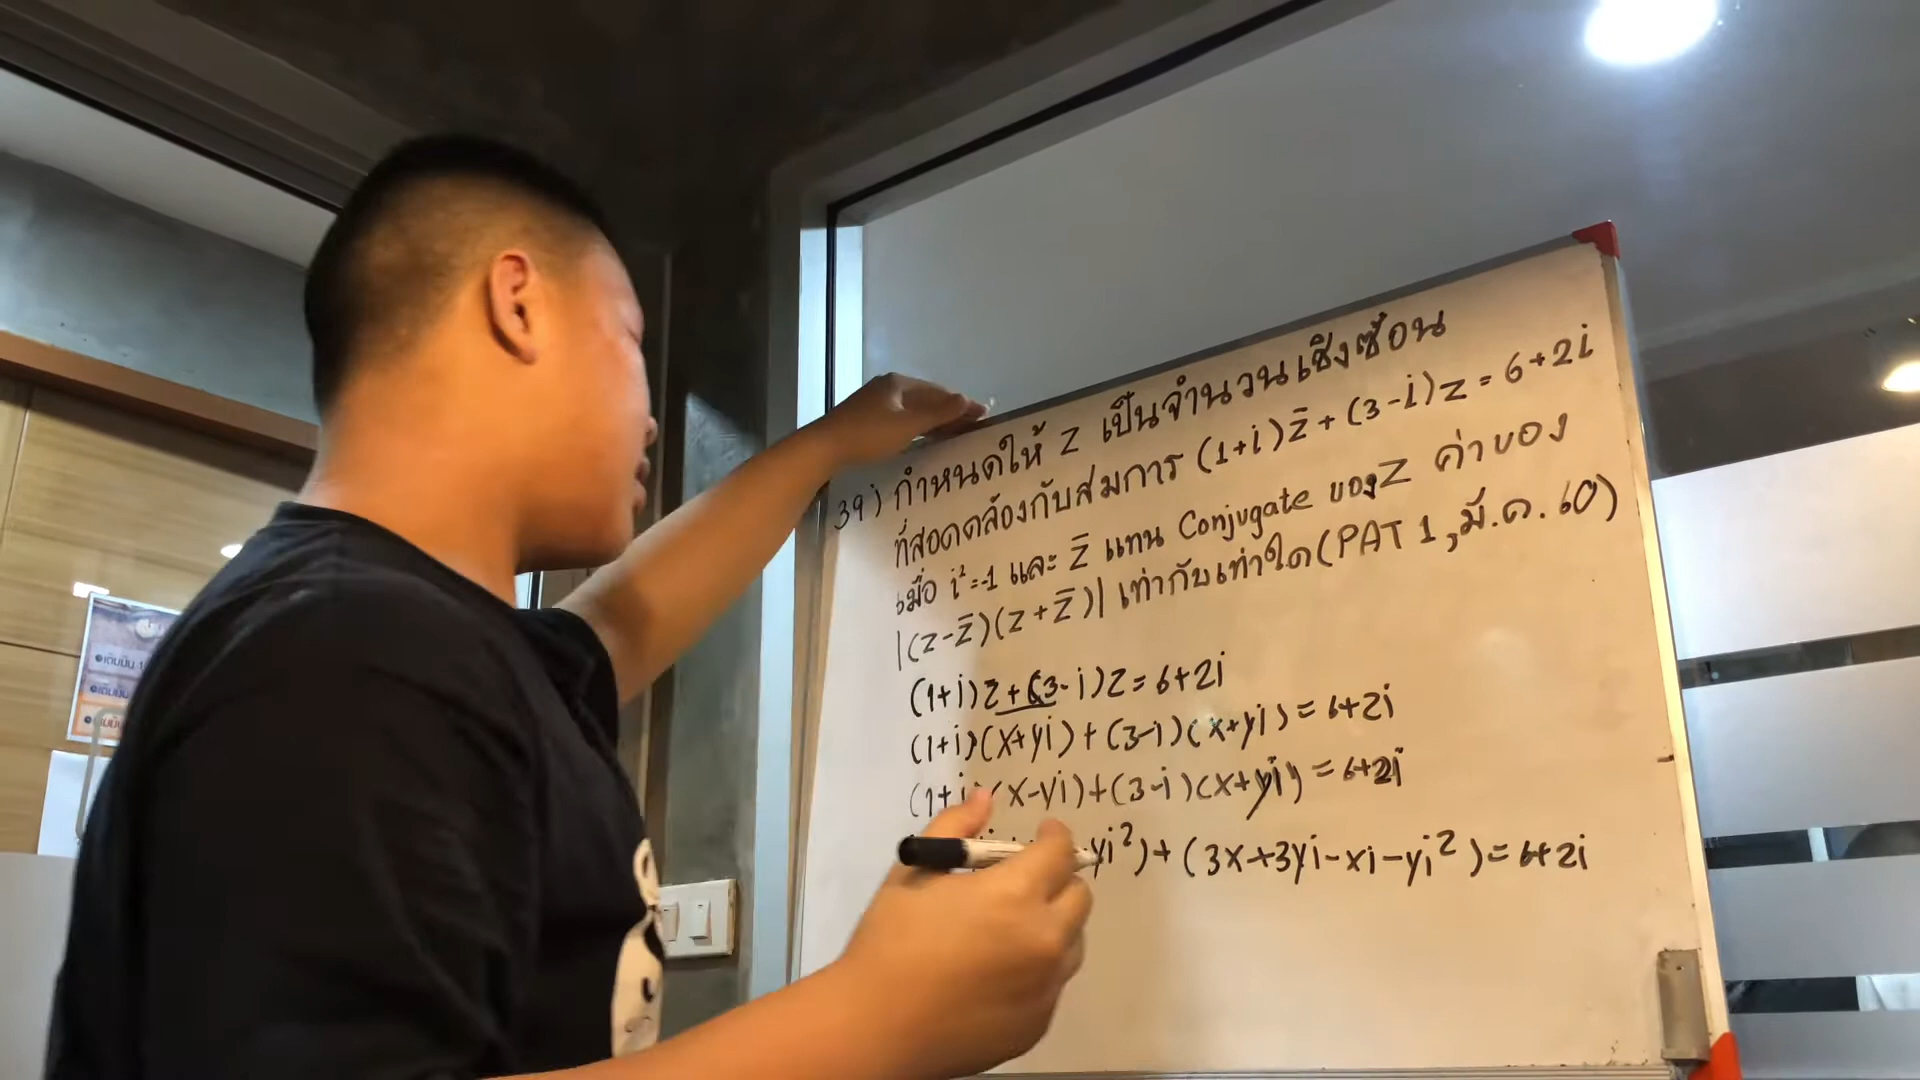 39) กำหนดให้ z เป็นจำนวนเชิงซ้อน
ที่สอดคล้องกับสมการ (1+i)z̄ + (3-i)z = 6+2i
เมื่อ i²=-1 และ z̄ แทน Conjugate ของ z ค่าของ
|(z-z̄)(z+z̄)| เท่ากับเท่าใด (PAT 1, มี.ค. 60)
(1+i)z+(3-i)z=6+2i
(1+i)(x+yi)+(3-i)(x+yi)=6+2i
(1+i)(x-yi)+(3-i)(x+yi)=6+2i
yi²)+(3x+3yi-xi-yi²)=6+2i